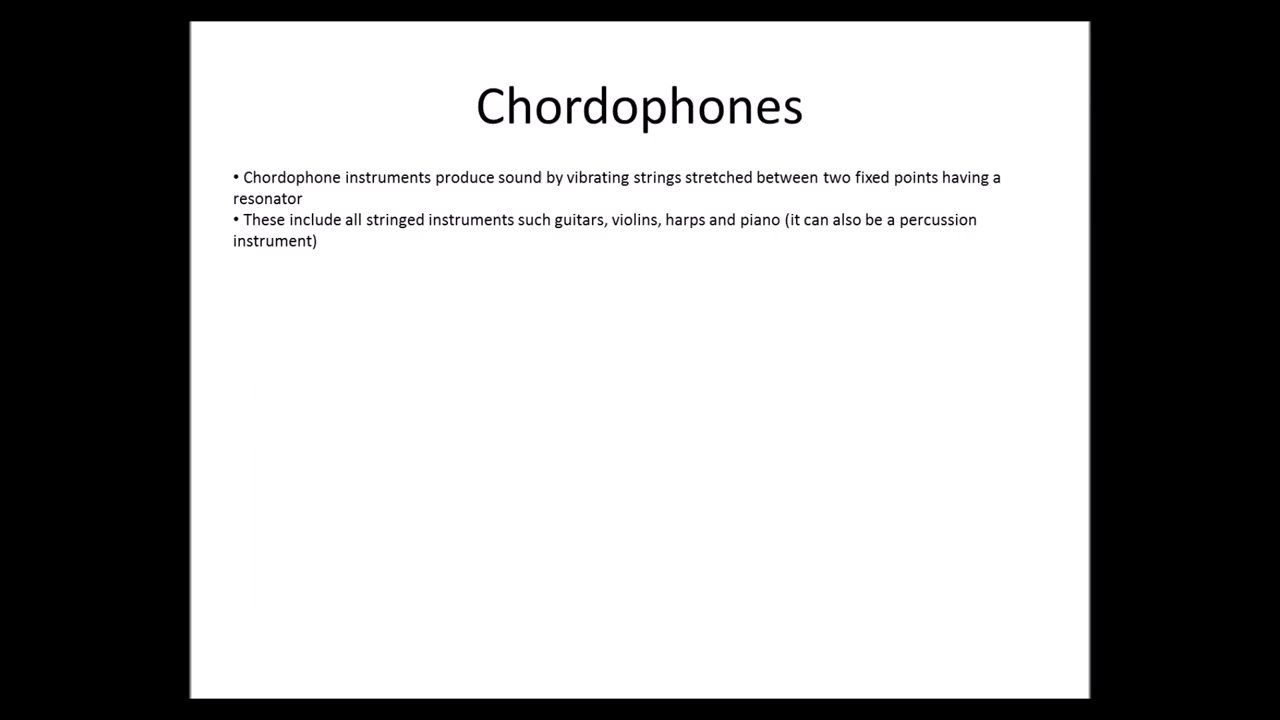 Chordophones
• Chordophone instruments produce sound by vibrating strings stretched between two fixed points having a
resonator
• These include all stringed instruments such guitars, violins, harps and piano (it can also be a percussion
instrument)